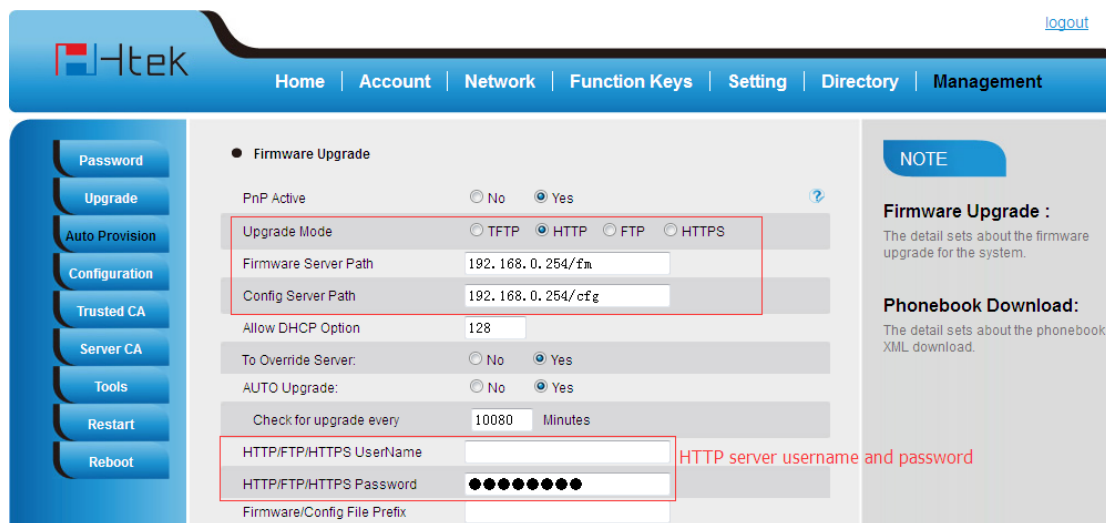 logout
Htek
Home | Account | Network | Function Keys | Setting | Directory | Management
Password
Upgrade
Auto Provision
Configuration
Trusted CA
Server CA
Tools
Restart
Reboot
Firmware Upgrade
PnP Active No Yes
Upgrade Mode TFTP HTTP FTP HTTPS
Firmware Server Path 192.168.0.254/fm
Config Server Path 192.168.0.254/cfg
Allow DHCP Option 128
To Override Server: No Yes
AUTO Upgrade: No Yes
Check for upgrade every 10080 Minutes
HTTP/FTP/HTTPS UserName
HTTP/FTP/HTTPS Password ●●●●●●●●
HTTP server username and password
Firmware/Config File Prefix
NOTE
Firmware Upgrade :
The detail sets about the firmware
upgrade for the system.
Phonebook Download:
The detail sets about the phonebook
XML download.